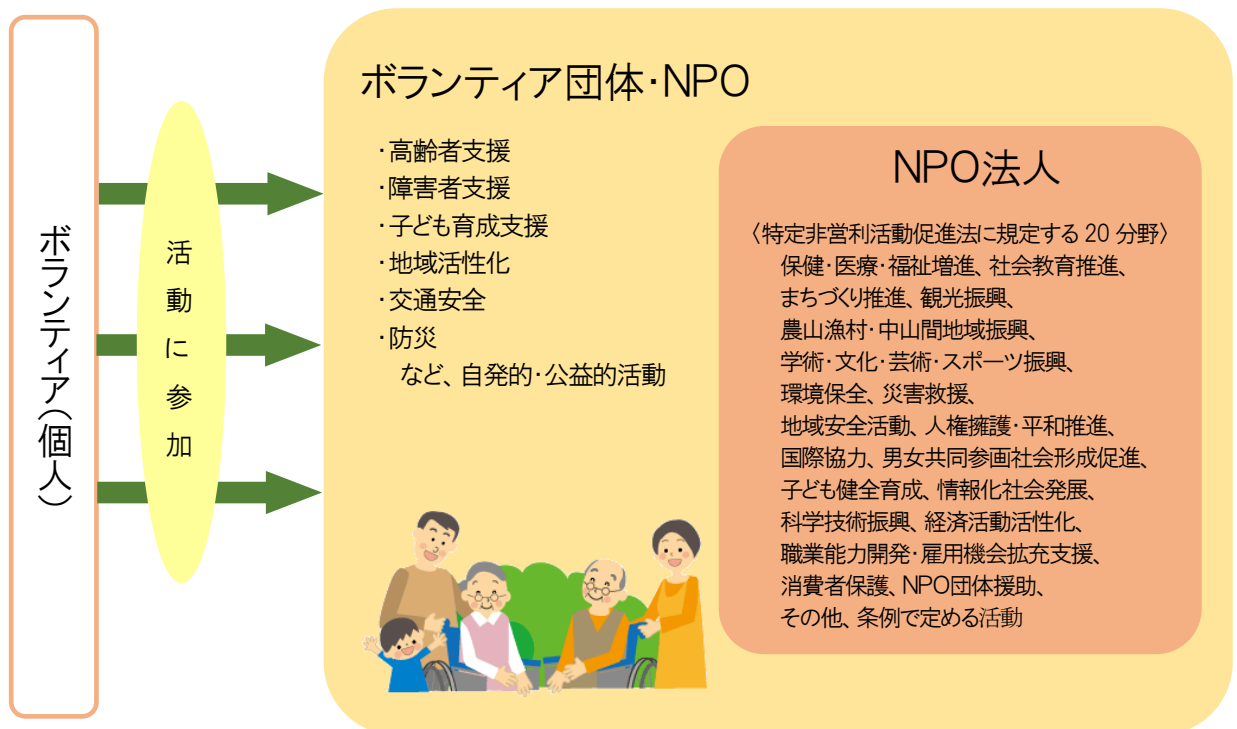 ボランティア(個人)
活動に参加
ボランティア団体・NPO
・高齢者支援
・障害者支援
・子ども育成支援
・地域活性化
・交通安全
・防災
など、自発的・公益的活動
NPO法人
〈特定非営利活動促進法に規定する 20 分野〉
保健・医療・福祉増進、社会教育推進、
まちづくり推進、観光振興、
農山漁村・中山間地域振興、
学術・文化・芸術・スポーツ振興、
環境保全、災害救援、
地域安全活動、人権擁護・平和推進、
国際協力、男女共同参画社会形成促進、
子ども健全育成、情報化社会発展、
科学技術振興、経済活動活性化、
職業能力開発・雇用機会拡充支援、
消費者保護、NPO団体援助、
その他、条例で定める活動